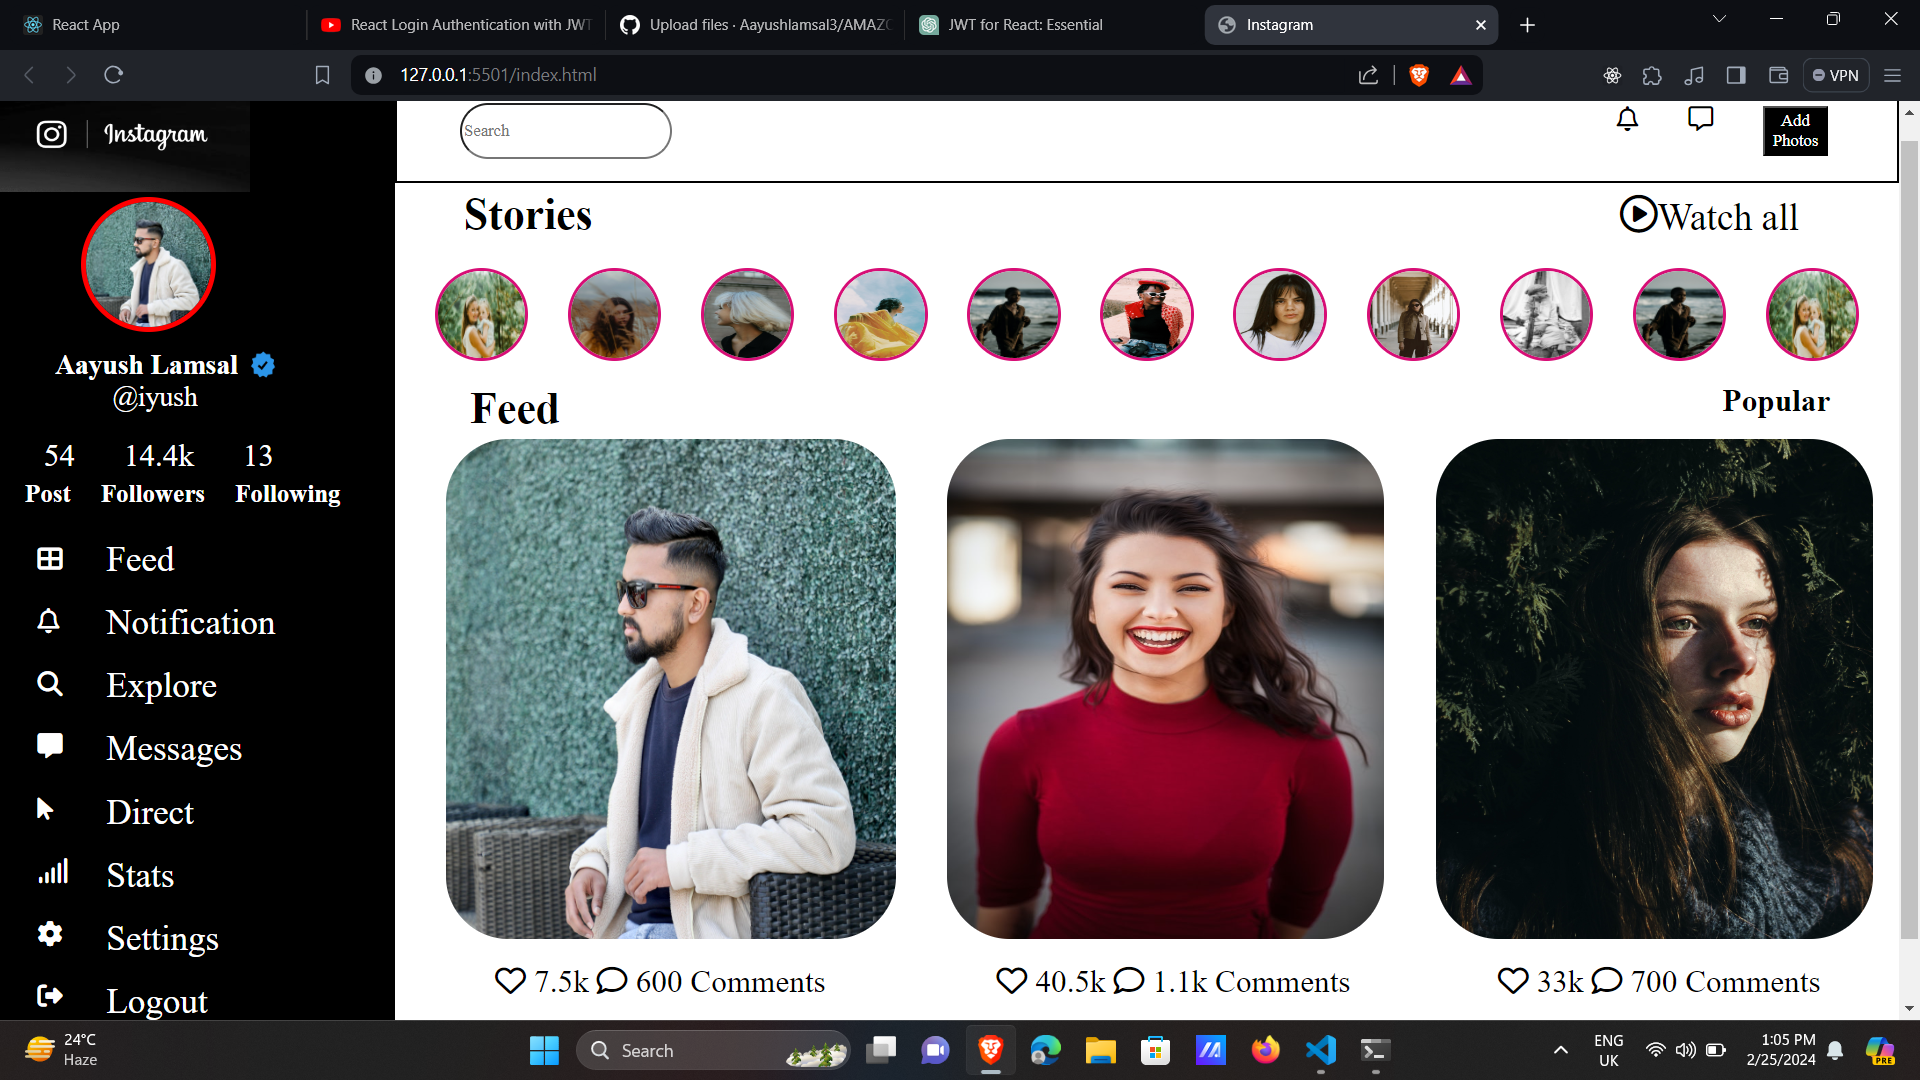 React App
React Login Authentication with JWT
Upload files · Aayushlamsal3/AMAZO
JWT for React: Essential
Instagram
127.0.0.1:5501/index.html
VPN
Instagram
Search
Add
Photos
Aayush Lamsal
@iyush
54 14.4k 13
Post Followers Following
Feed
Notification
Explore
Messages
Direct
Stats
Settings
Logout
Stories
Watch all
Feed
Popular
7.5k 600 Comments
40.5k 1.1k Comments
33k 700 Comments
24°C
Haze
Search
ENG
UK
1:05 PM
2/25/2024
PRE